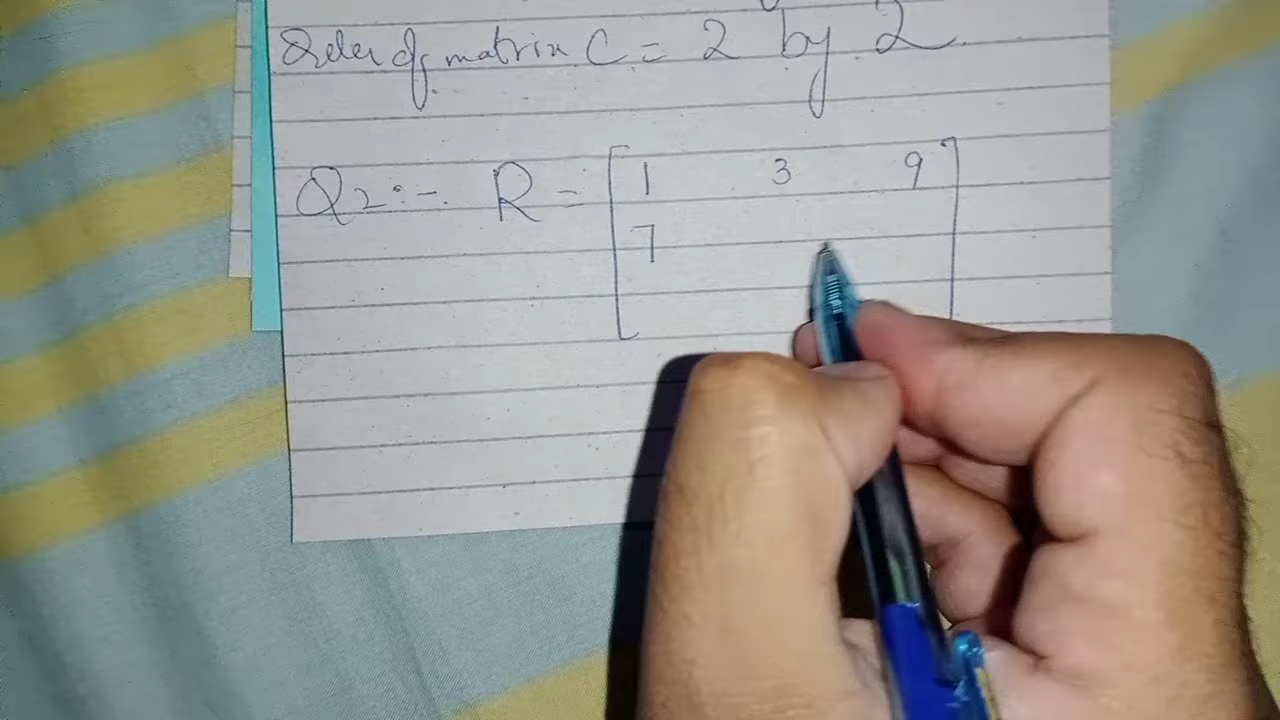 Order of matrix C = 2 by 2
Q2:- R = [ 1 3 9
7